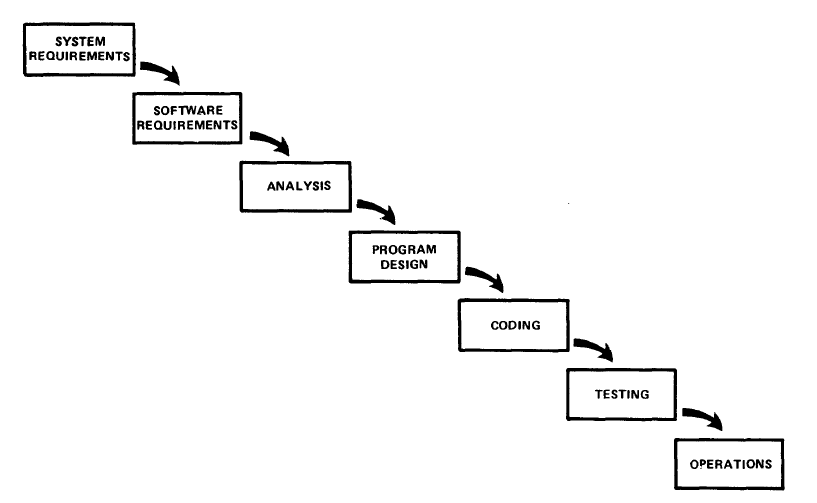 SYSTEM
REQUIREMENTS
SOFTWARE
REQUIREMENTS
ANALYSIS
PROGRAM
DESIGN
CODING
TESTING
OPERATIONS